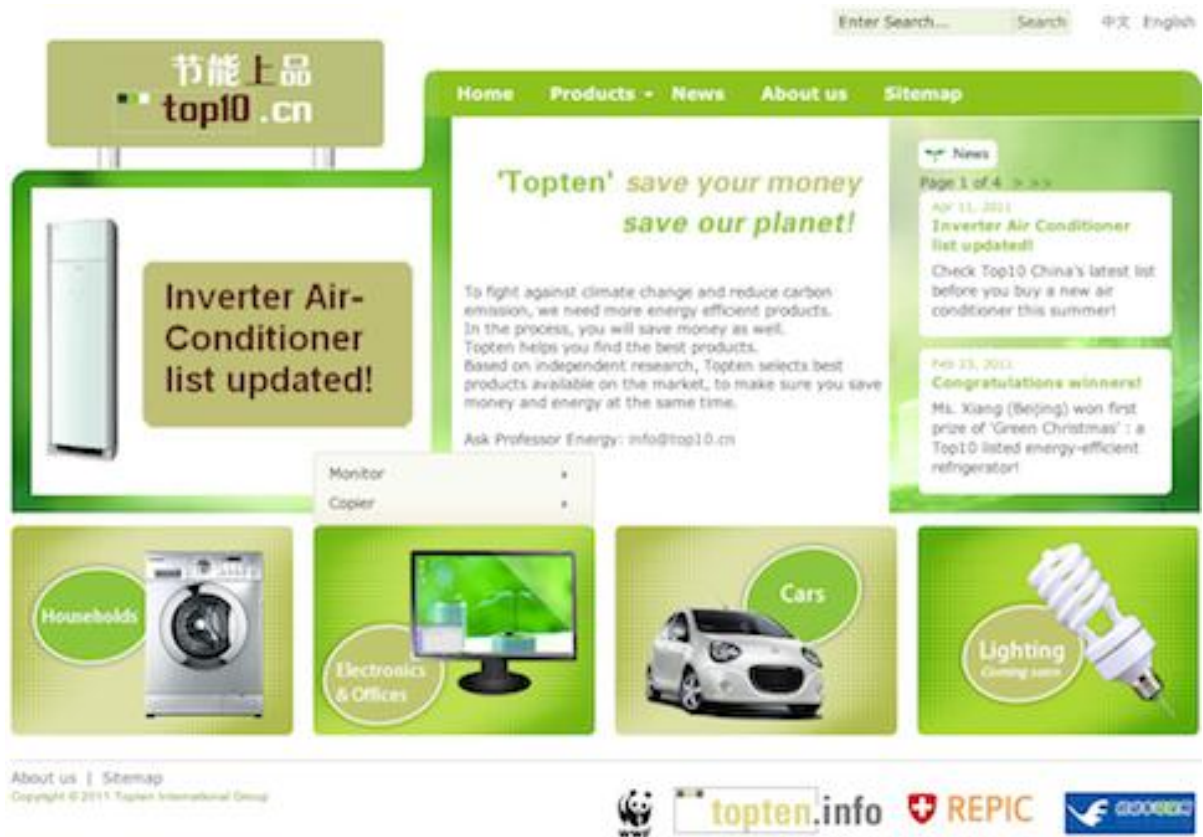 Enter Search...
Search
中文 English
节能上品
top10.cn
Home Products News About us Sitemap
Inverter Air-
Conditioner
list updated!
'Topten' save your money
save our planet!
To fight against climate change and reduce carbon
emission, we need more energy efficient products.
In the process, you will save money as well.
Topten helps you find the best products.
Based on independent research, Topten selects best
products available on the market, to make sure you save
money and energy at the same time.
Ask Professor Energy: info@top10.cn
News
Page 1 of 4 > >>
Apr 11, 2011
Inverter Air Conditioner
list updated!
Check Top10 China's latest list
before you buy a new air
condtioner this summer!
Feb 23, 2011
Congratulations winners!
Ms. Xiang (Beijing) won first
prize of 'Green Christmas' : a
Top10 listed energy-efficient
refrigerator!
Monitor
Copier
Households
Electronics
& Offices
Cars
Lighting
Coming soon
About us | Sitemap
Copyright © 2011 Topten International Group
WWF
topten.info
REPIC